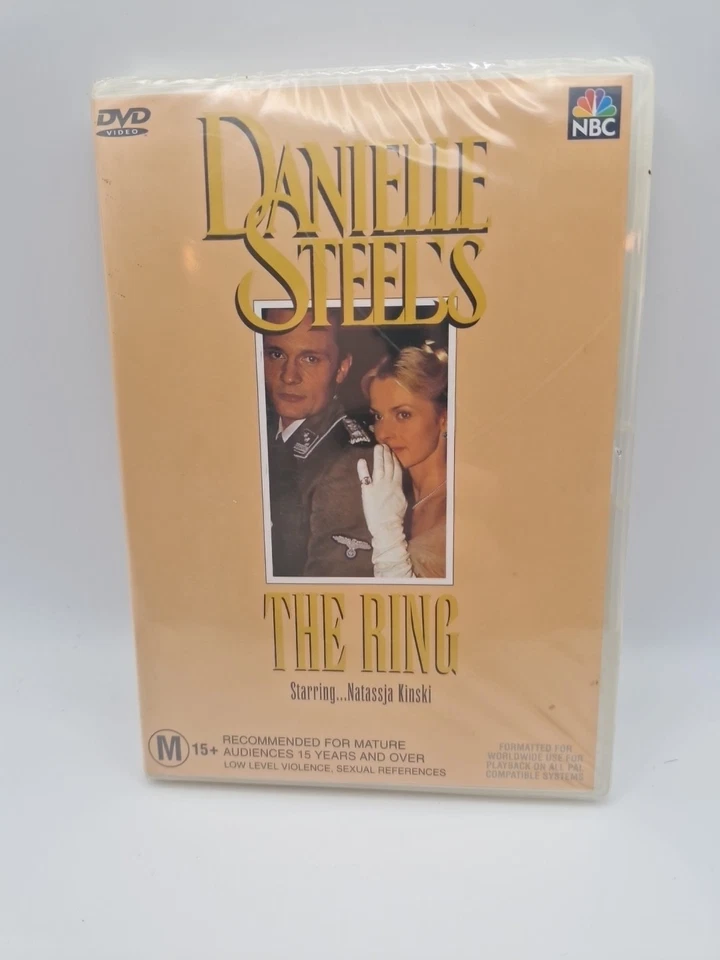 DVD
VIDEO
NBC
DANIELLE
STEEL'S
THE RING
Starring...Natassja Kinski
M 15+
RECOMMENDED FOR MATURE
AUDIENCES 15 YEARS AND OVER
LOW LEVEL VIOLENCE, SEXUAL REFERENCES
FORMATTED FOR
WORLDWIDE USE FOR
PLAYBACK ON ALL PAL
COMPATIBLE SYSTEMS